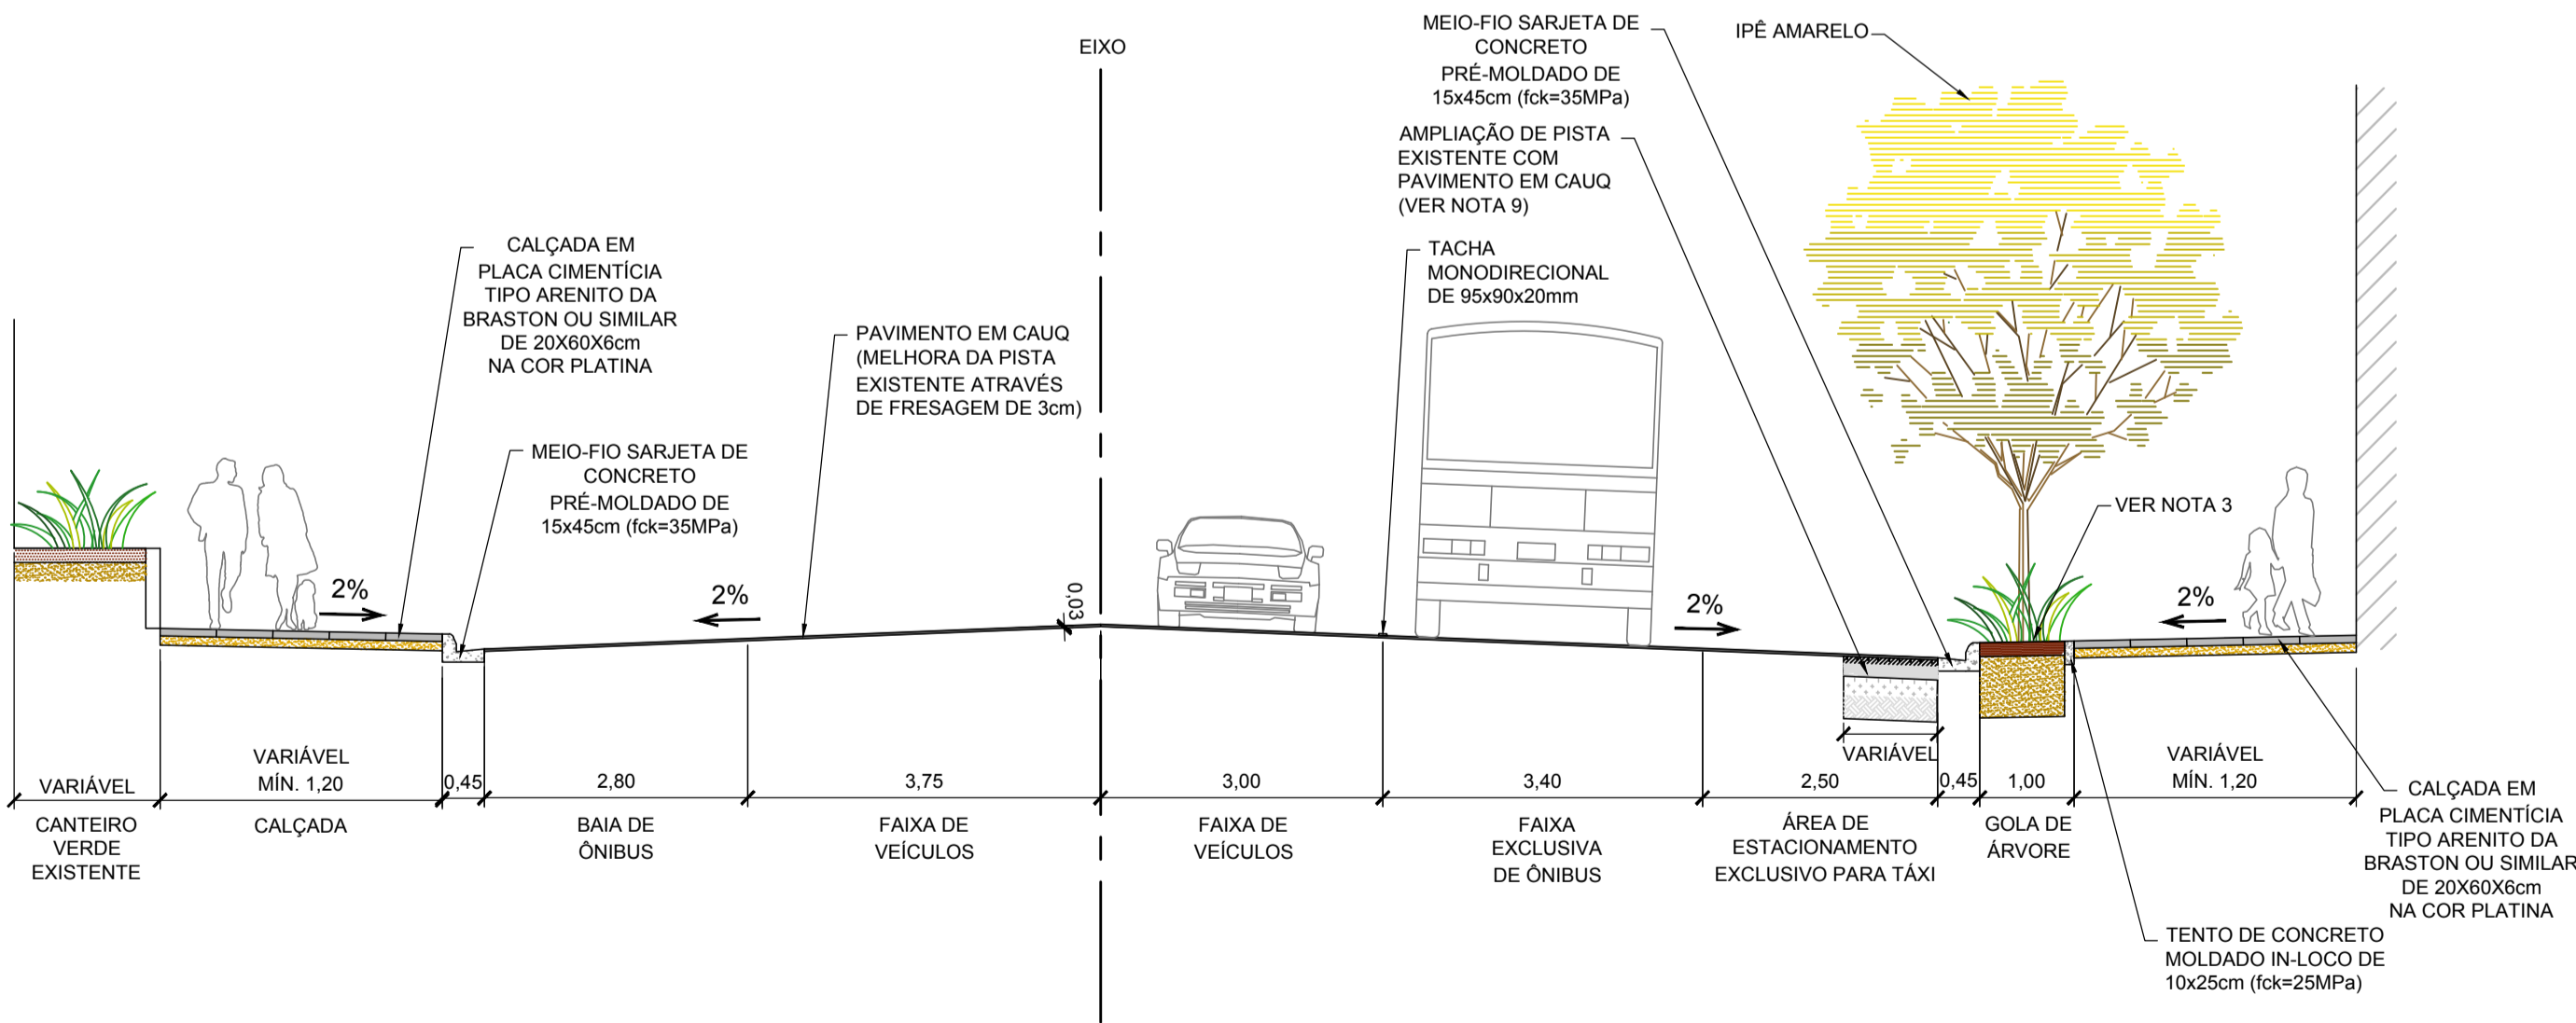 EIXO
MEIO-FIO SARJETA DE
CONCRETO
PRÉ-MOLDADO DE
15x45cm (fck=35MPa)
IPÊ AMARELO
AMPLIAÇÃO DE PISTA
EXISTENTE COM
PAVIMENTO EM CAUQ
(VER NOTA 9)
CALÇADA EM
PLACA CIMENTÍCIA
TIPO ARENITO DA
BRASTON OU SIMILAR
DE 20X60X6cm
NA COR PLATINA
TACHA
MONODIRECIONAL
DE 95x90x20mm
PAVIMENTO EM CAUQ
(MELHORA DA PISTA
EXISTENTE ATRAVÉS
DE FRESAGEM DE 3cm)
MEIO-FIO SARJETA DE
CONCRETO
PRÉ-MOLDADO DE
15x45cm (fck=35MPa)
VER NOTA 3
2%
2%
0,03
2%
2%
VARIÁVEL
VARIÁVEL
MÍN. 1,20
0,45
2,80
3,75
3,00
3,40
2,50
VARIÁVEL
0,45
1,00
VARIÁVEL
MÍN. 1,20
CANTEIRO
VERDE
EXISTENTE
CALÇADA
BAIA DE
ÔNIBUS
FAIXA DE
VEÍCULOS
FAIXA DE
VEÍCULOS
FAIXA
EXCLUSIVA
DE ÔNIBUS
ÁREA DE
ESTACIONAMENTO
EXCLUSIVO PARA TÁXI
GOLA DE
ÁRVORE
CALÇADA EM
PLACA CIMENTÍCIA
TIPO ARENITO DA
BRASTON OU SIMILAR
DE 20X60X6cm
NA COR PLATINA
TENTO DE CONCRETO
MOLDADO IN-LOCO DE
10x25cm (fck=25MPa)